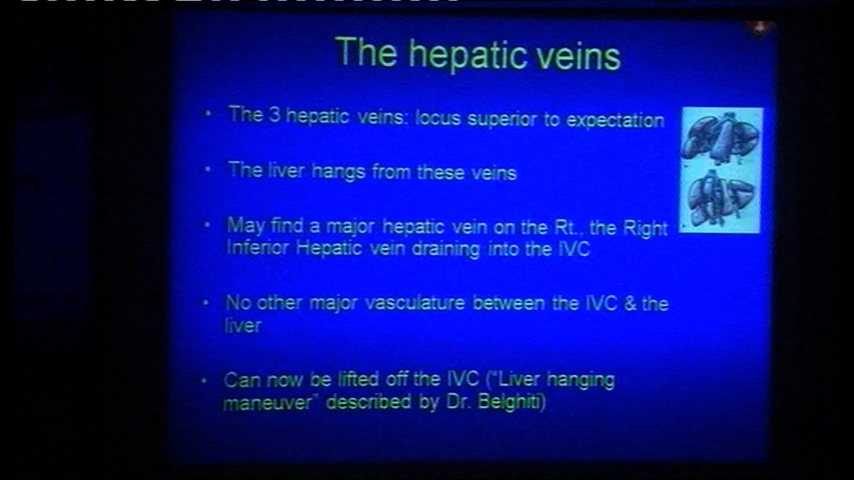 The hepatic veins
• The 3 hepatic veins: locus superior to expectation
• The liver hangs from these veins
• May find a major hepatic vein on the Rt., the Right
Inferior Hepatic vein draining into the IVC
• No other major vasculature between the IVC & the
liver
• Can now be lifted off the IVC ("Liver hanging
maneuver" described by Dr. Belghiti)